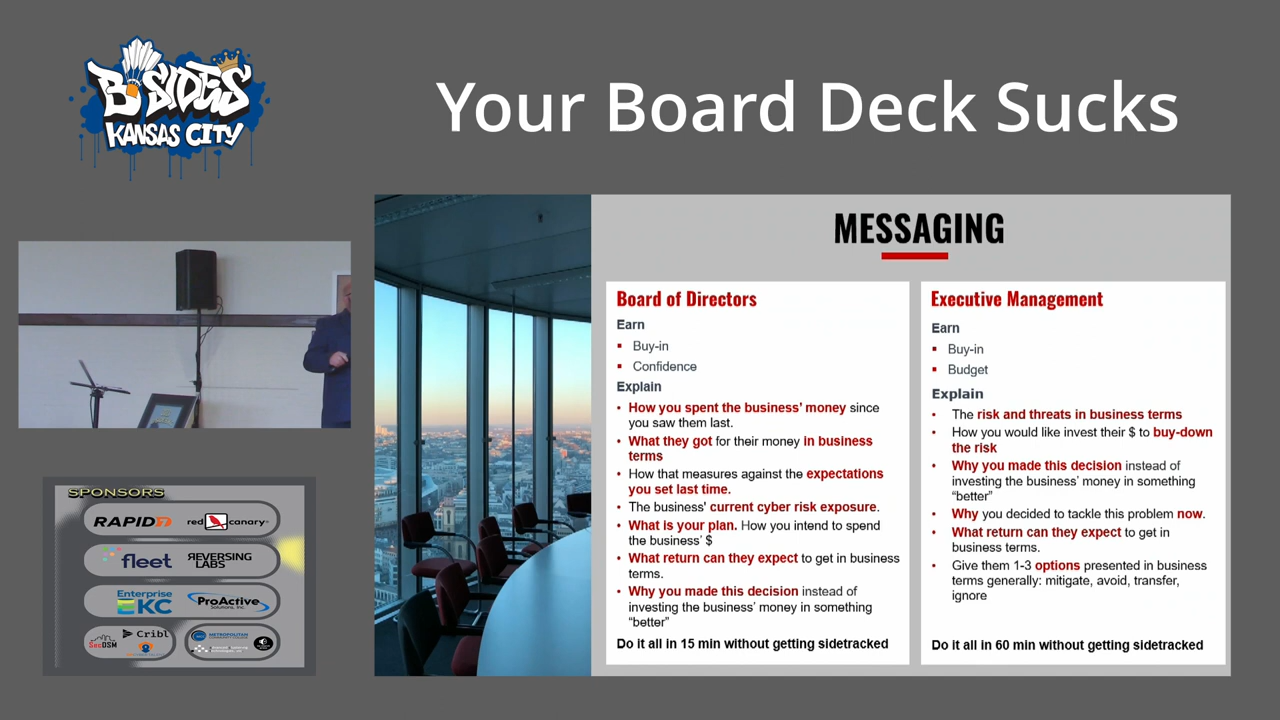 B SIDES
KANSAS CITY
Your Board Deck Sucks
MESSAGING
Board of Directors
Earn
▪ Buy-in
▪ Confidence
Explain
• How you spent the business' money since
you saw them last.
• What they got for their money in business
terms
• How that measures against the expectations
you set last time.
• The business' current cyber risk exposure.
• What is your plan. How you intend to spend
the business' $
• What return can they expect to get in business
terms.
• Why you made this decision instead of
investing the business' money in something
“better”
Do it all in 15 min without getting sidetracked
Executive Management
Earn
▪ Buy-in
▪ Budget
Explain
• The risk and threats in business terms
• How you would like invest their $ to buy-down
the risk
• Why you made this decision instead of
investing the business' money in something
“better”
• Why you decided to tackle this problem now.
• What return can they expect to get in
business terms.
• Give them 1-3 options presented in business
terms generally: mitigate, avoid, transfer,
ignore
Do it all in 60 min without getting sidetracked
SPONSORS
RAPID7
red canary
fleet
REVERSING
LABS
Enterprise
KC
ProActive
Solutions, Inc.
SecDSM
Cribl
METROPOLITAN
COMMUNITY COLLEGE